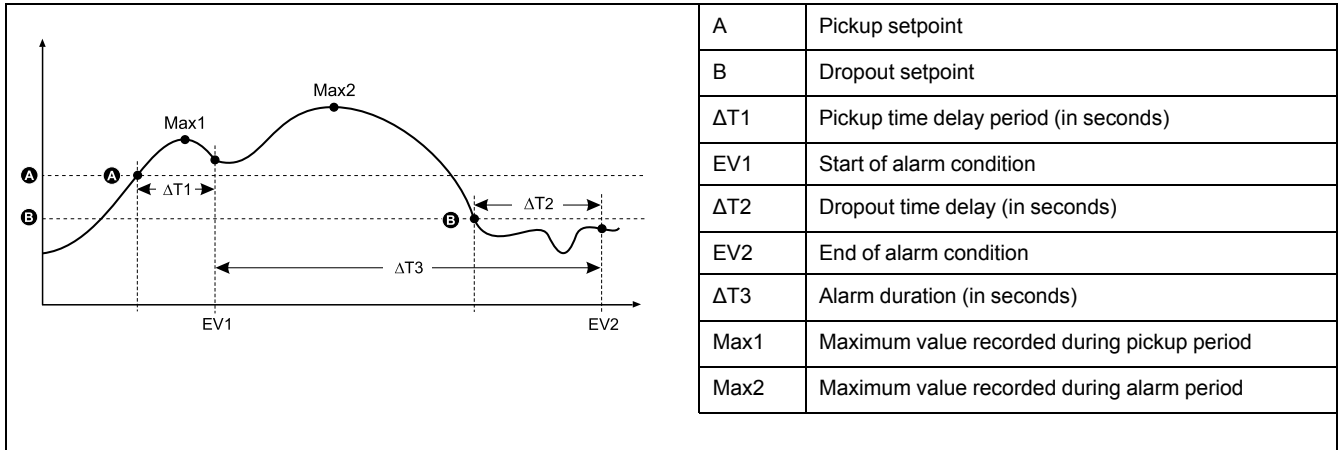 Max2
Max1
A
A
ΔT1
B
B
ΔT2
ΔT3
EV1
EV2
A Pickup setpoint
B Dropout setpoint
ΔT1 Pickup time delay period (in seconds)
EV1 Start of alarm condition
ΔT2 Dropout time delay (in seconds)
EV2 End of alarm condition
ΔT3 Alarm duration (in seconds)
Max1 Maximum value recorded during pickup period
Max2 Maximum value recorded during alarm period